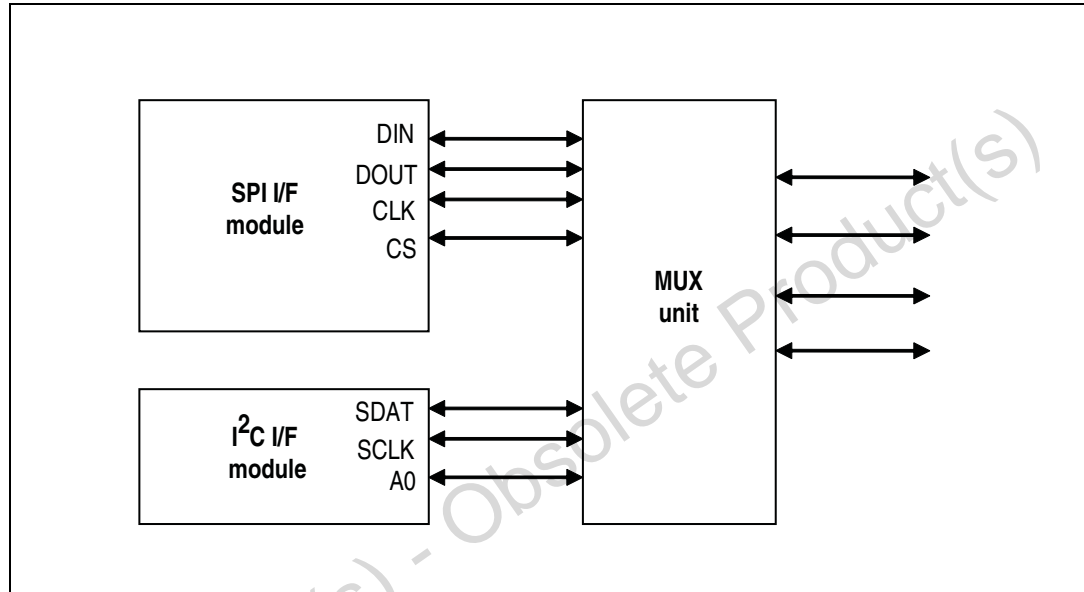 DIN
DOUT
CLK
CS
SPI I/F
module
MUX
unit
SDAT
SCLK
A0
I²C I/F
module
(s) - Obsolete Product(s)